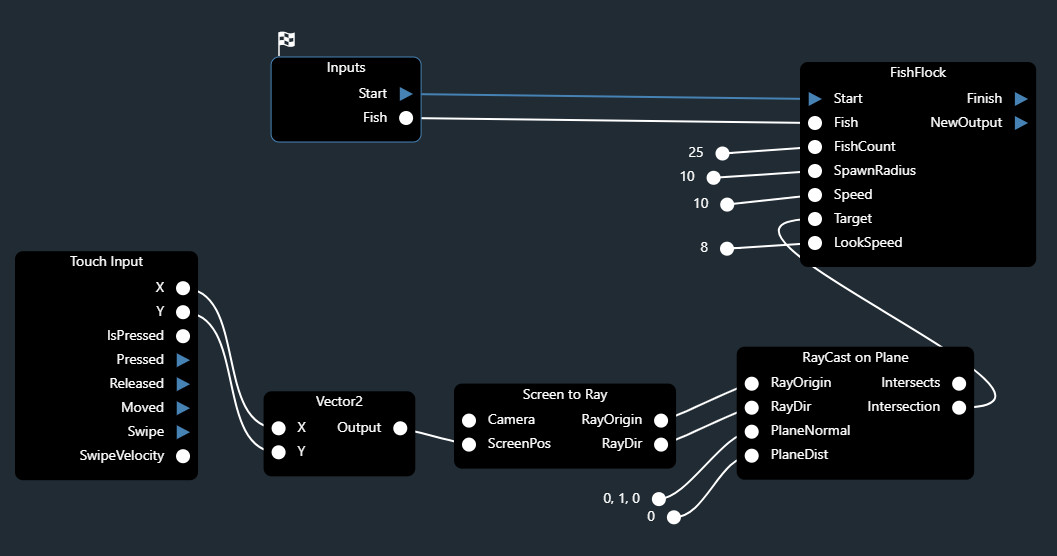 Inputs
Start
Fish
FishFlock
Start Finish
Fish NewOutput
FishCount
SpawnRadius
Speed
Target
LookSpeed
25
10
10
8
Touch Input
X
Y
IsPressed
Pressed
Released
Moved
Swipe
SwipeVelocity
Vector2
X Output
Y
Screen to Ray
Camera RayOrigin
ScreenPos RayDir
RayCast on Plane
RayOrigin Intersects
RayDir Intersection
PlaneNormal
PlaneDist
0, 1, 0
0